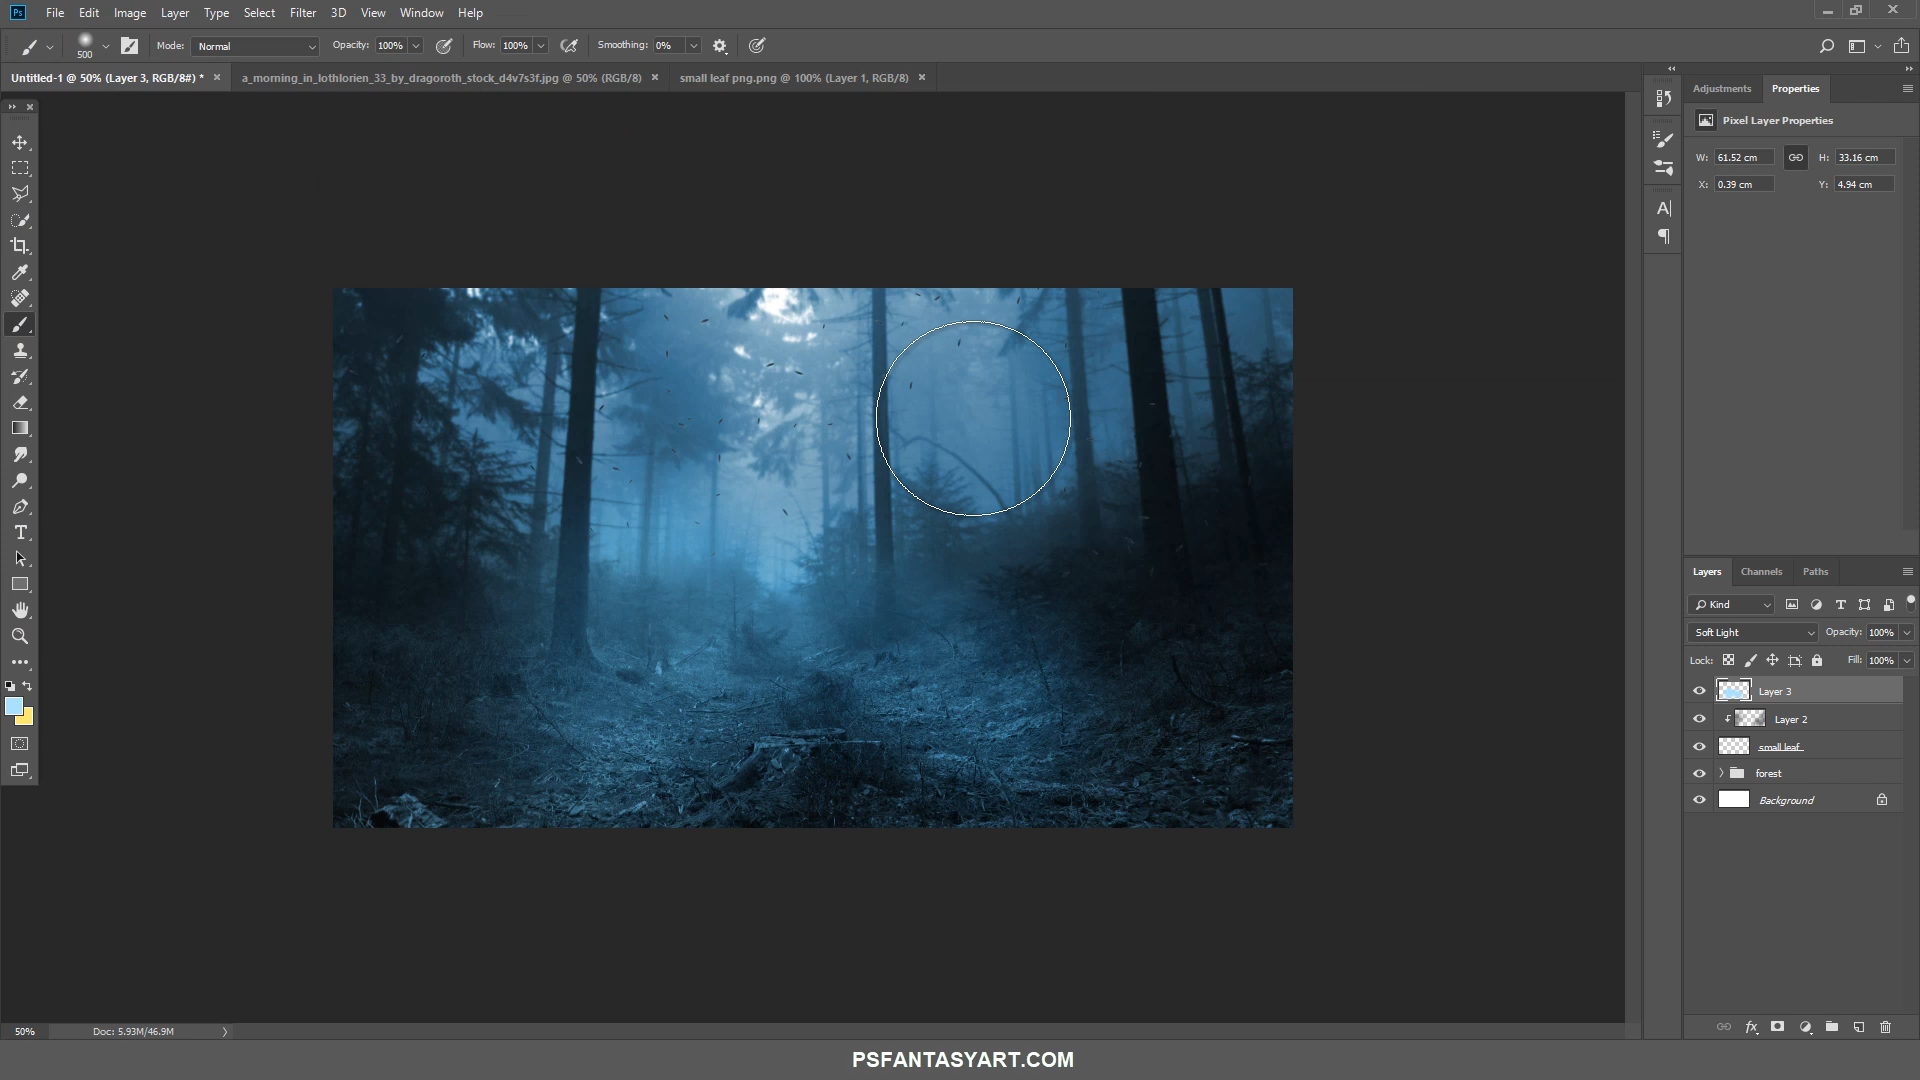 Ps File Edit Image Layer Type Select Filter 3D View Window Help
500 Mode: Normal Opacity: 100% Flow: 100% Smoothing: 0%
Untitled-1 @ 50% (Layer 3, RGB/8#) * × a_morning_in_lothlorien_33_by_dragoroth_stock_d4v7s3f.jpg @ 50% (RGB/8) × small leaf png.png @ 100% (Layer 1, RGB/8) ×
Adjustments Properties
Pixel Layer Properties
W: 61.52 cm H: 33.16 cm
X: 0.39 cm Y: 4.94 cm
Layers Channels Paths
Kind
Soft Light Opacity: 100%
Lock: Fill: 100%
Layer 3
Layer 2
small leaf
forest
Background
50% Doc: 5.93M/46.9M
PSFANTASYART.COM